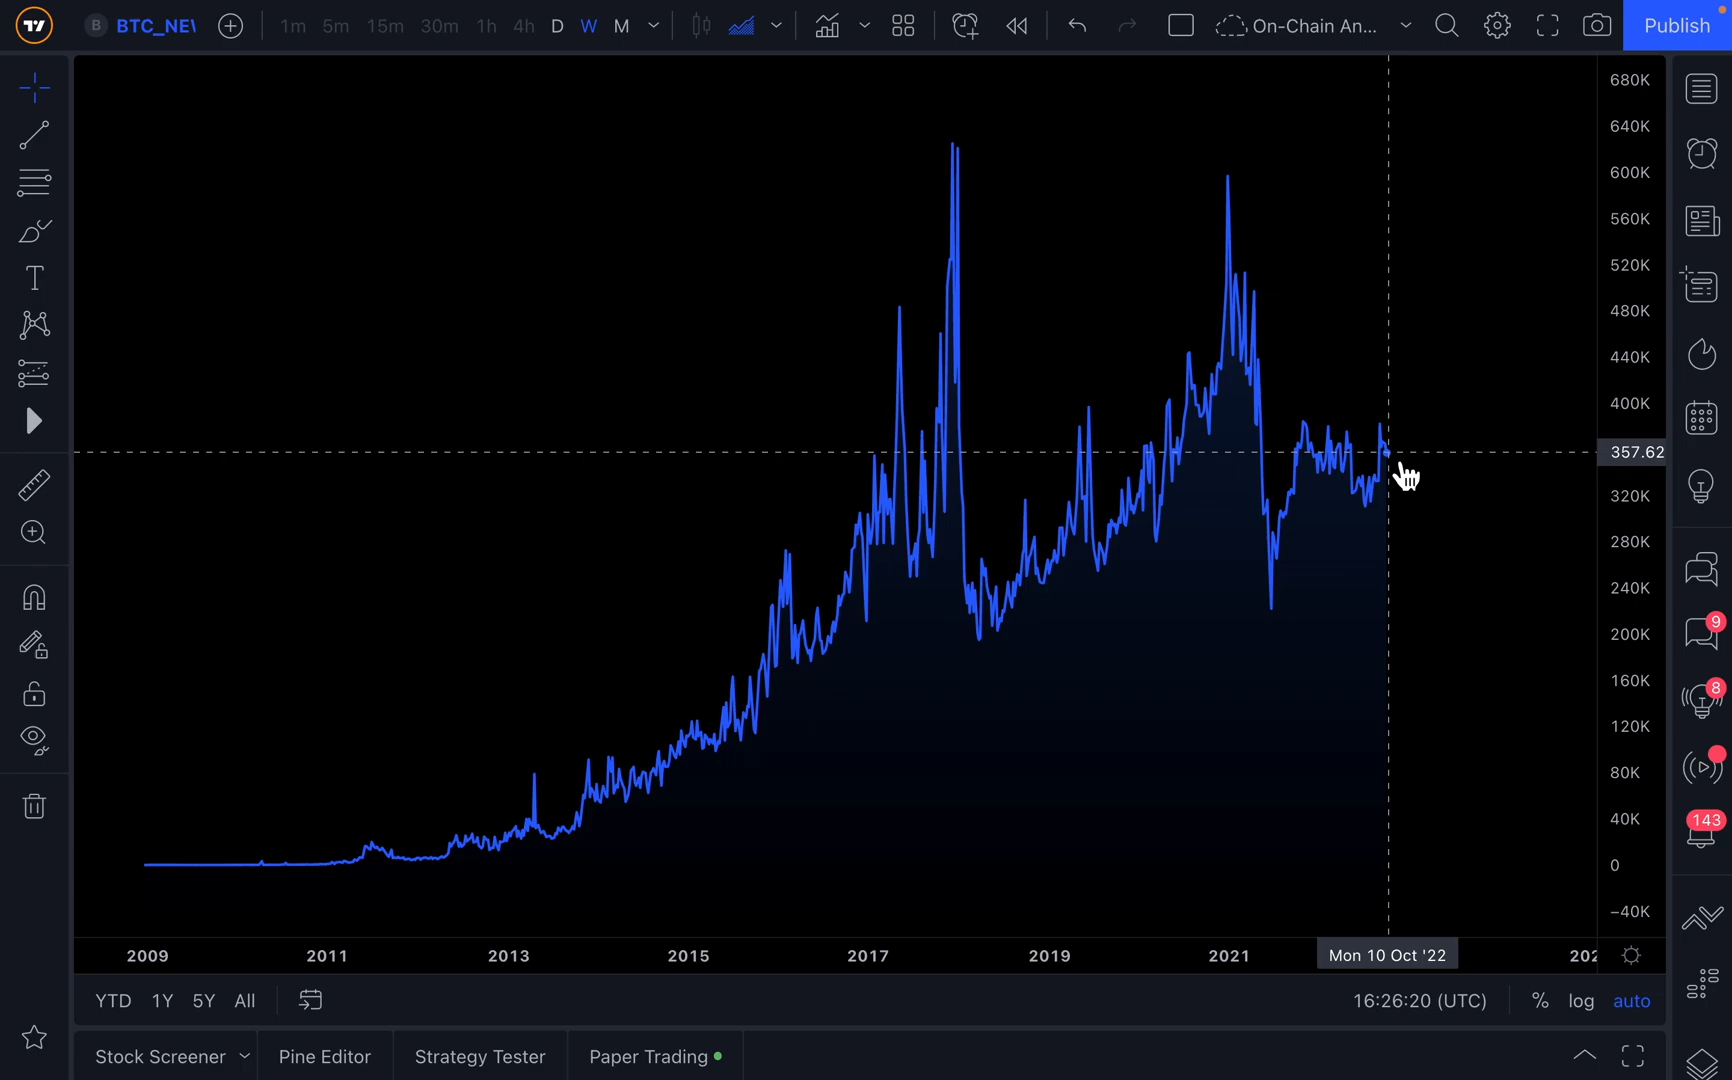 B BTC_NEV 1m 5m 15m 30m 1h 4h D W M On-Chain An... Publish
680K
640K
600K
560K
520K
480K
440K
400K
357.62
320K
280K
240K
200K
160K
120K
80K
40K
0
−40K
9
8
143
2009 2011 2013 2015 2017 2019 2021 Mon 10 Oct '22 202
YTD 1Y 5Y All 16:26:20 (UTC) % log auto
Stock Screener Pine Editor Strategy Tester Paper Trading